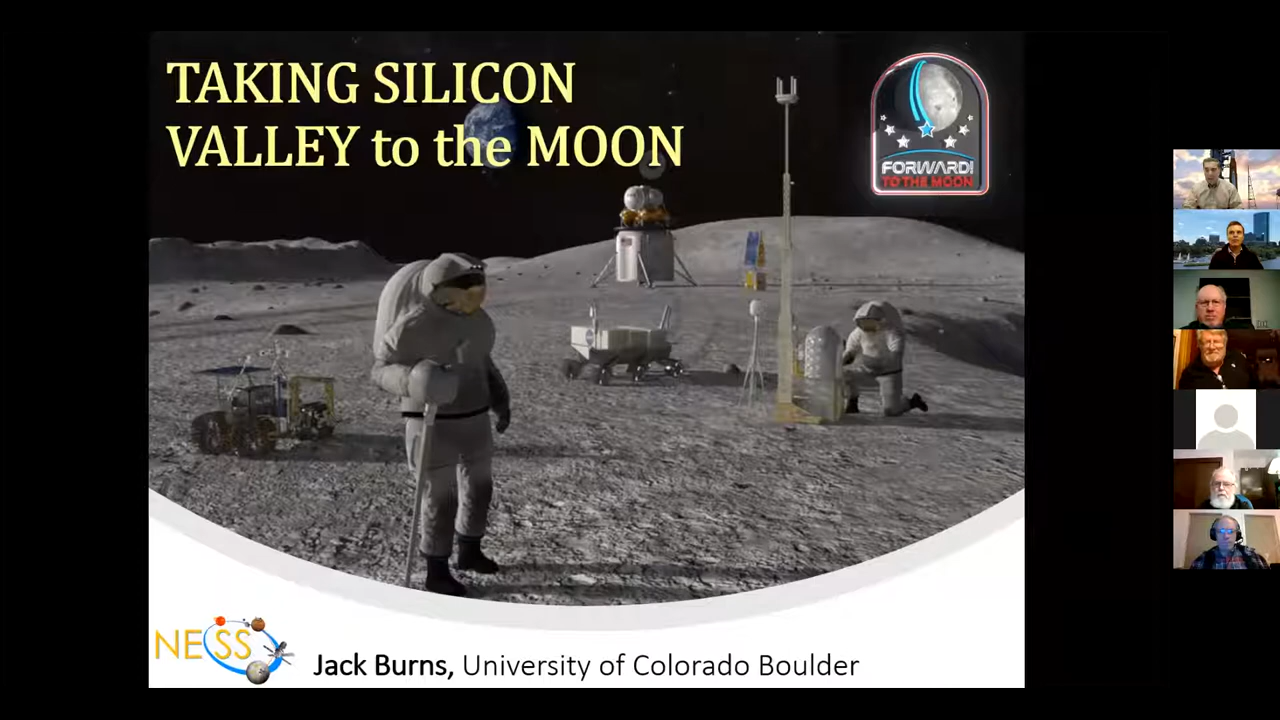 TAKING SILICON
VALLEY to the MOON
FORWARD!
TO THE MOON
NESS
Jack Burns, University of Colorado Boulder